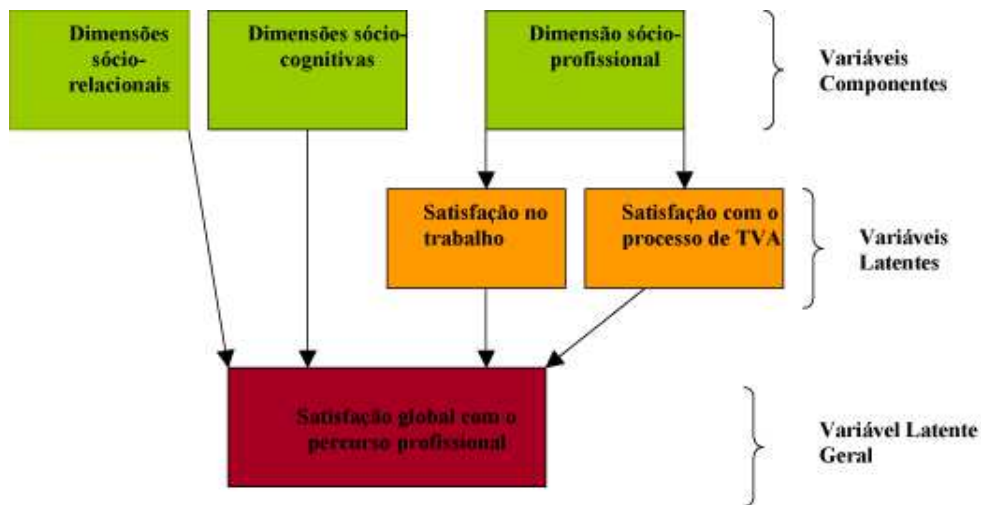 Dimensões
sócio-
relacionais
Dimensões sócio-
cognitivas
Dimensão sócio-
profissional
Variáveis
Componentes
Satisfação no
trabalho
Satisfação com o
processo de TVA
Variáveis
Latentes
Satisfação global com o
percurso profissional
Variável Latente
Geral